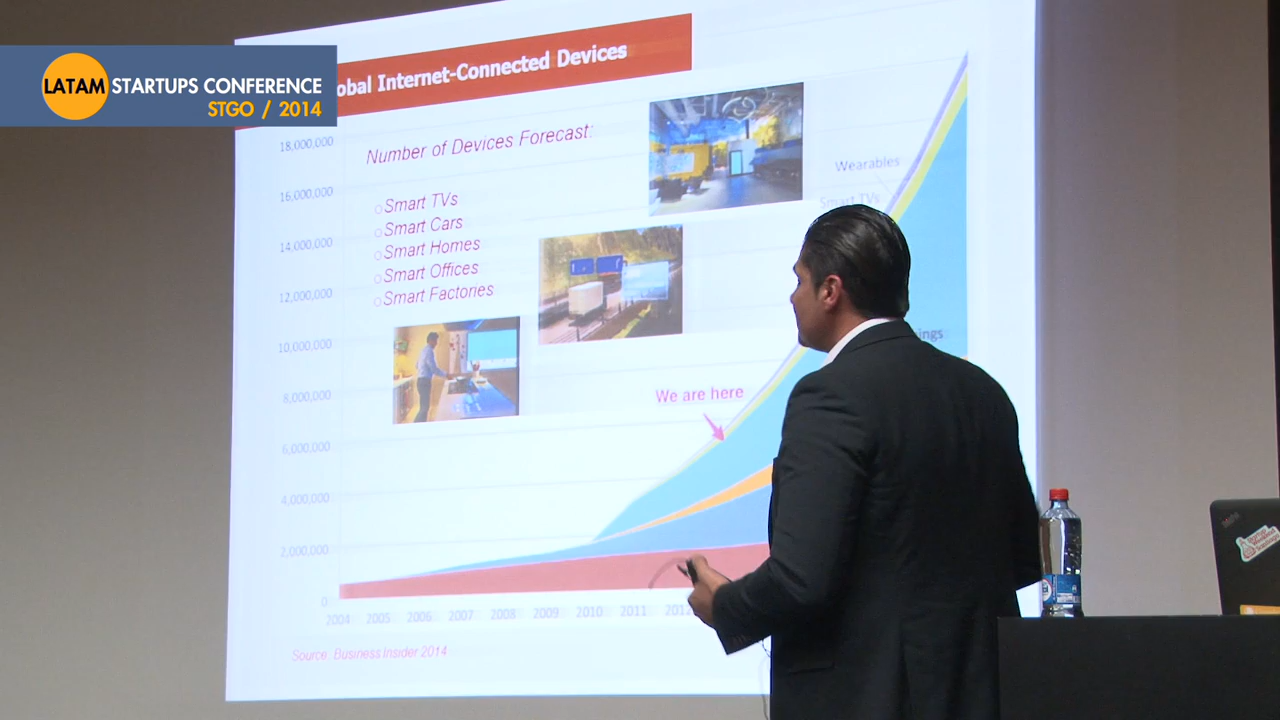 LATAM STARTUPS CONFERENCE
STGO / 2014
obal Internet-Connected Devices
Number of Devices Forecast:
Smart TVs
Smart Cars
Smart Homes
Smart Offices
Smart Factories
18,000,000
16,000,000
14,000,000
12,000,000
10,000,000
8,000,000
6,000,000
4,000,000
2,000,000
0
Wearables
Smart TVs
ings
We are here
2004 2005 2006 2007 2008 2009 2010 2011 2012
Source: Business Insider 2014